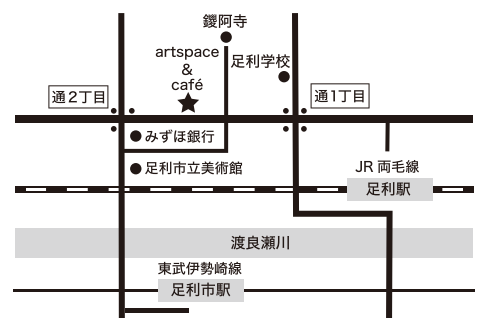 鑁阿寺
artspace
&
café
足利学校
通2丁目
通1丁目
みずほ銀行
足利市立美術館
JR 両毛線
足利駅
渡良瀬川
東武伊勢崎線
足利市駅